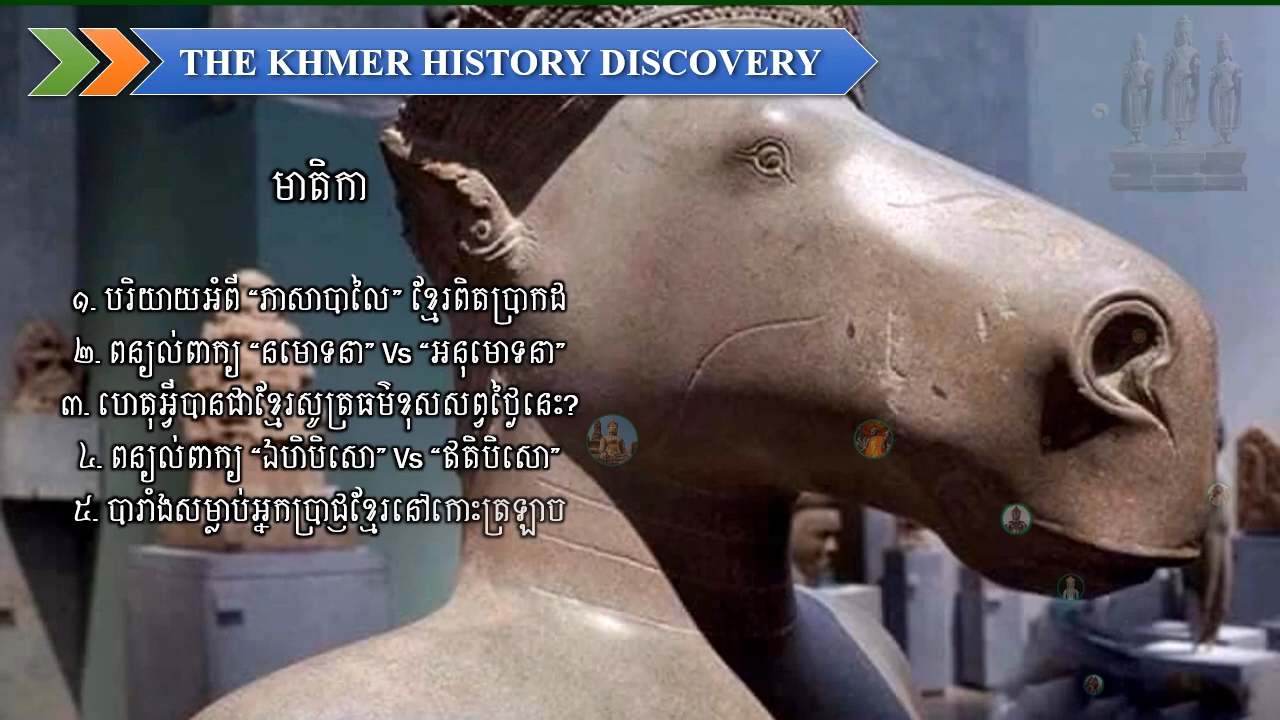 THE KHMER HISTORY DISCOVERY
មាតិកា
១. បរិយាយអំពី “ភាសាបាលៃ” ខ្មែរពិតប្រាកដ
២. ពន្យល់ពាក្យ “នមោទនា” Vs “អនុមោទនា”
៣. ហេតុអ្វីបានជាខ្មែរសូត្រធម៌ខុសសព្វថ្ងៃនេះ?
៤. ពន្យល់ពាក្យ “ឯហិបិសោ” Vs “ឥតិបិសោ”
៥. បារាំងសម្លាប់អ្នកប្រាជ្ញខ្មែរនៅកោះត្រឡាច